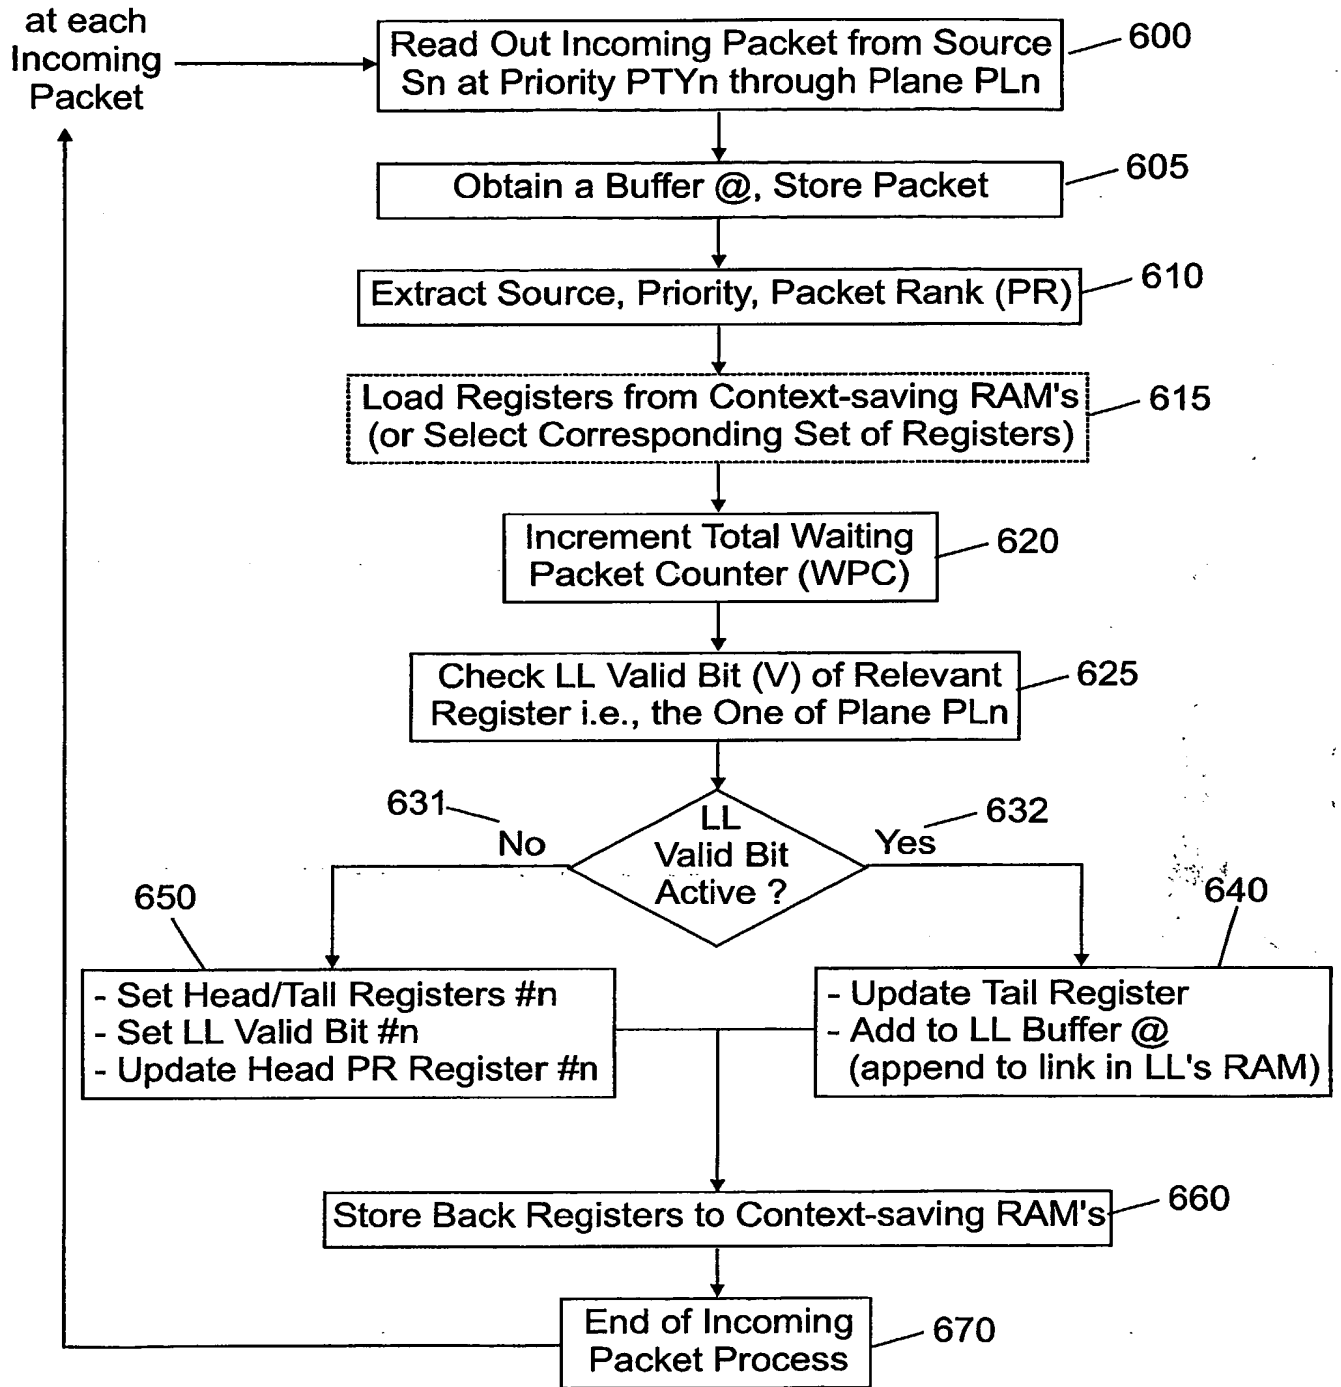 at each
Incoming
Packet
Read Out Incoming Packet from Source
Sn at Priority PTYn through Plane PLn
600
Obtain a Buffer @, Store Packet
605
Extract Source, Priority, Packet Rank (PR)
610
Load Registers from Context-saving RAM's
(or Select Corresponding Set of Registers)
615
Increment Total Waiting
Packet Counter (WPC)
620
Check LL Valid Bit (V) of Relevant
Register i.e., the One of Plane PLn
625
631
No
LL
Valid Bit
Active ?
Yes
632
650
- Set Head/Tall Registers #n
- Set LL Valid Bit #n
- Update Head PR Register #n
640
- Update Tail Register
- Add to LL Buffer @
(append to link in LL's RAM)
Store Back Registers to Context-saving RAM's
660
End of Incoming
Packet Process
670